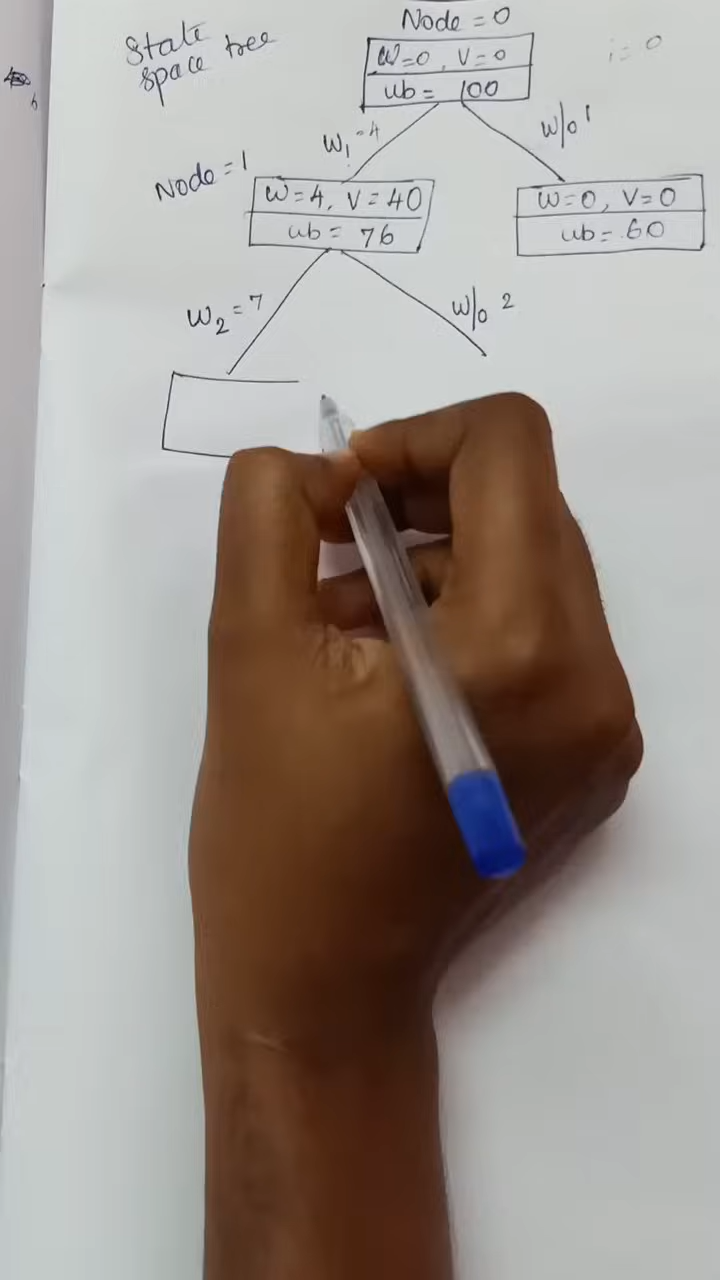 State
space tree
Node = 0
W=0, V=0
ub= 100
i=0
W1=4
w/o 1
Node=1
W=4, V=40
ub= 76
W=0, V=0
ub=60
W2=7
w/o 2